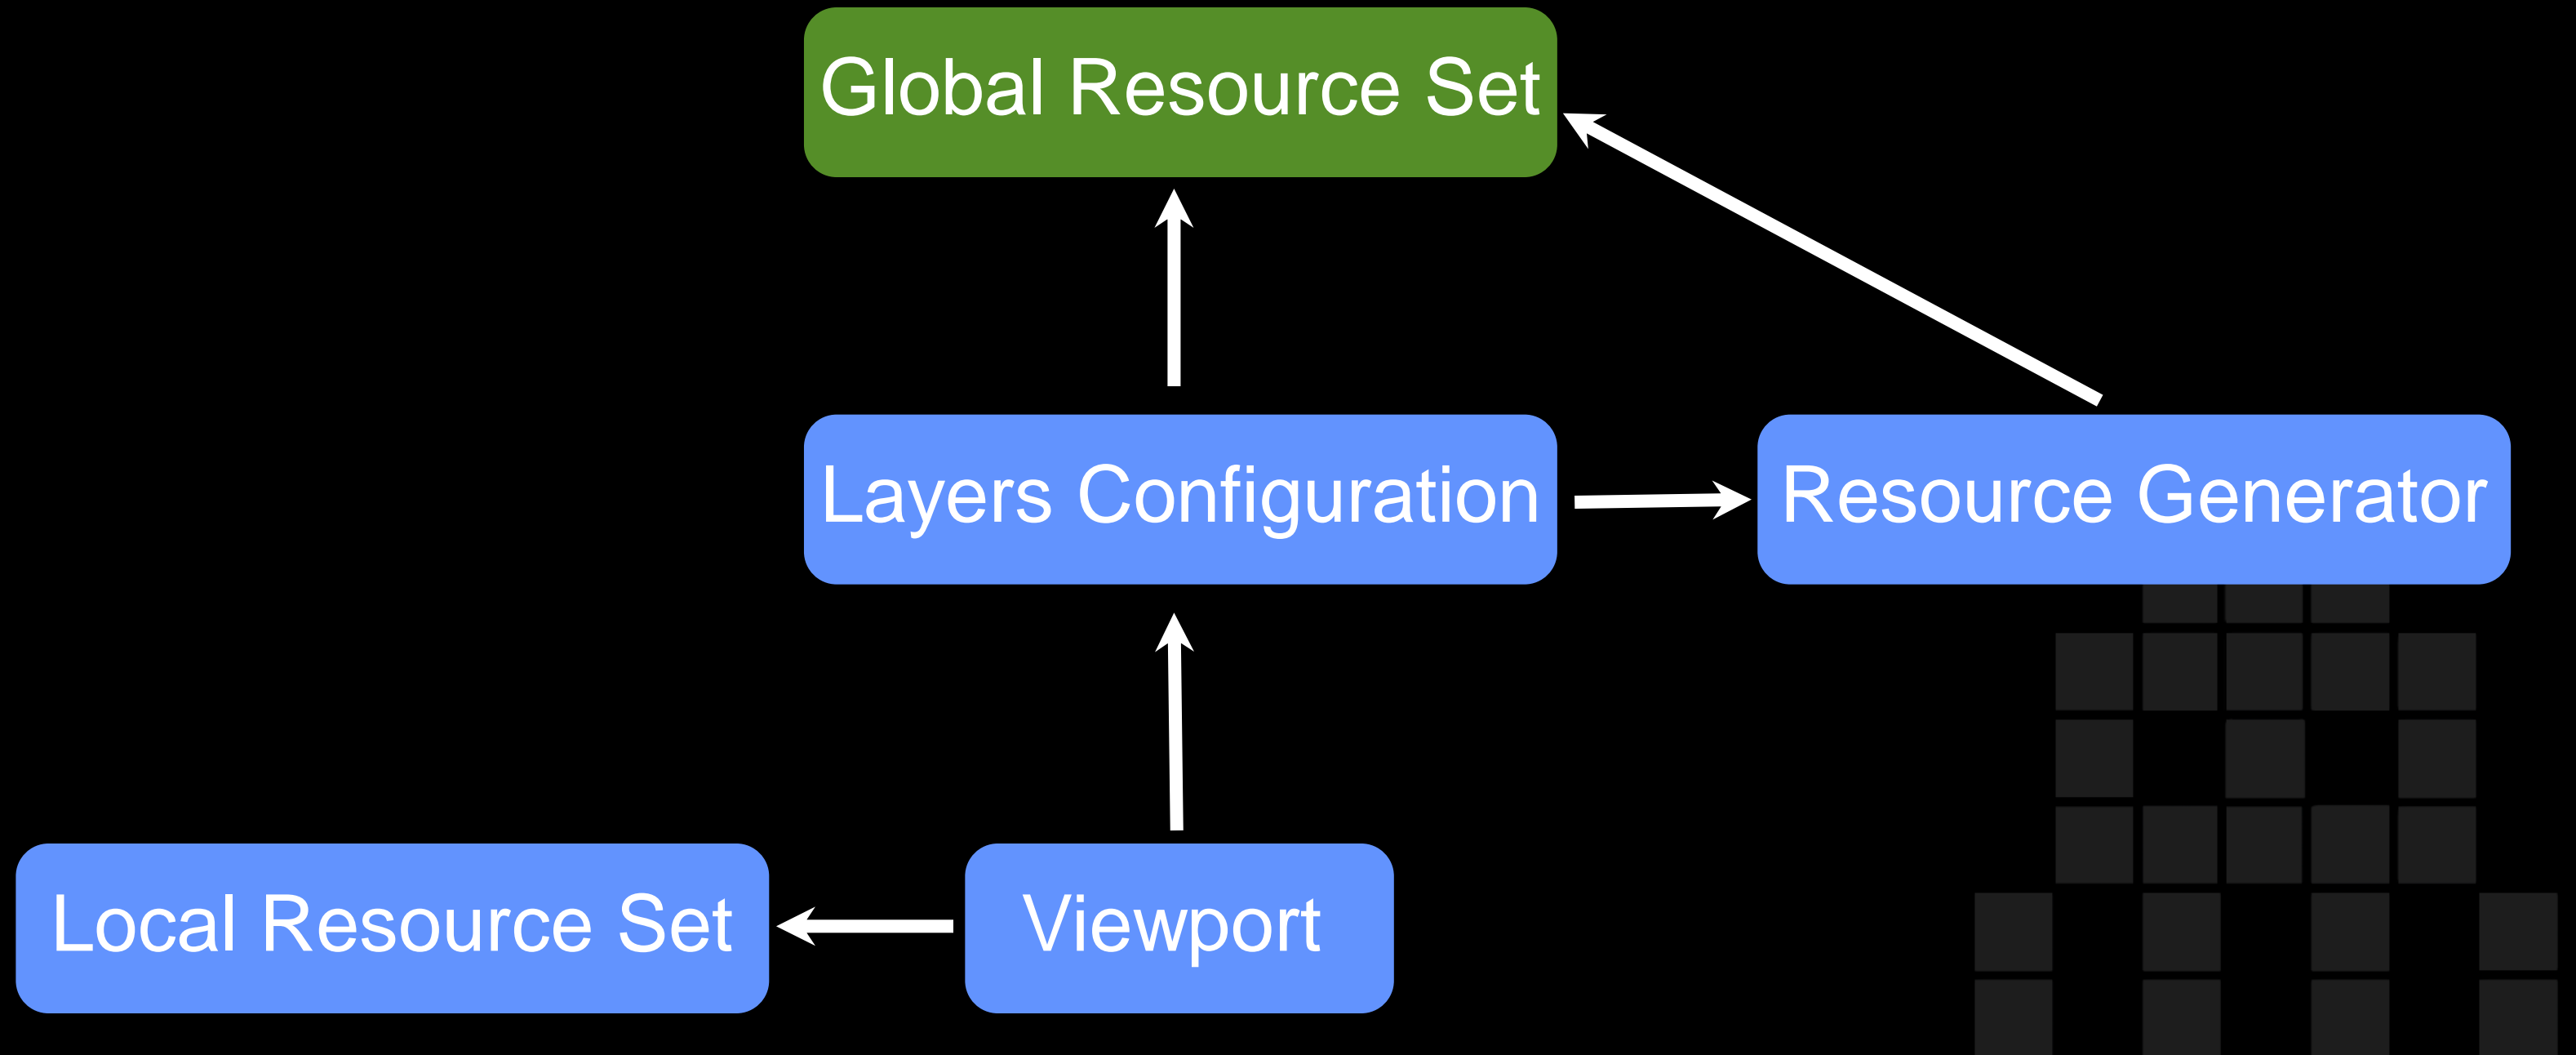 Global Resource Set
Layers Configuration
Resource Generator
Local Resource Set
Viewport